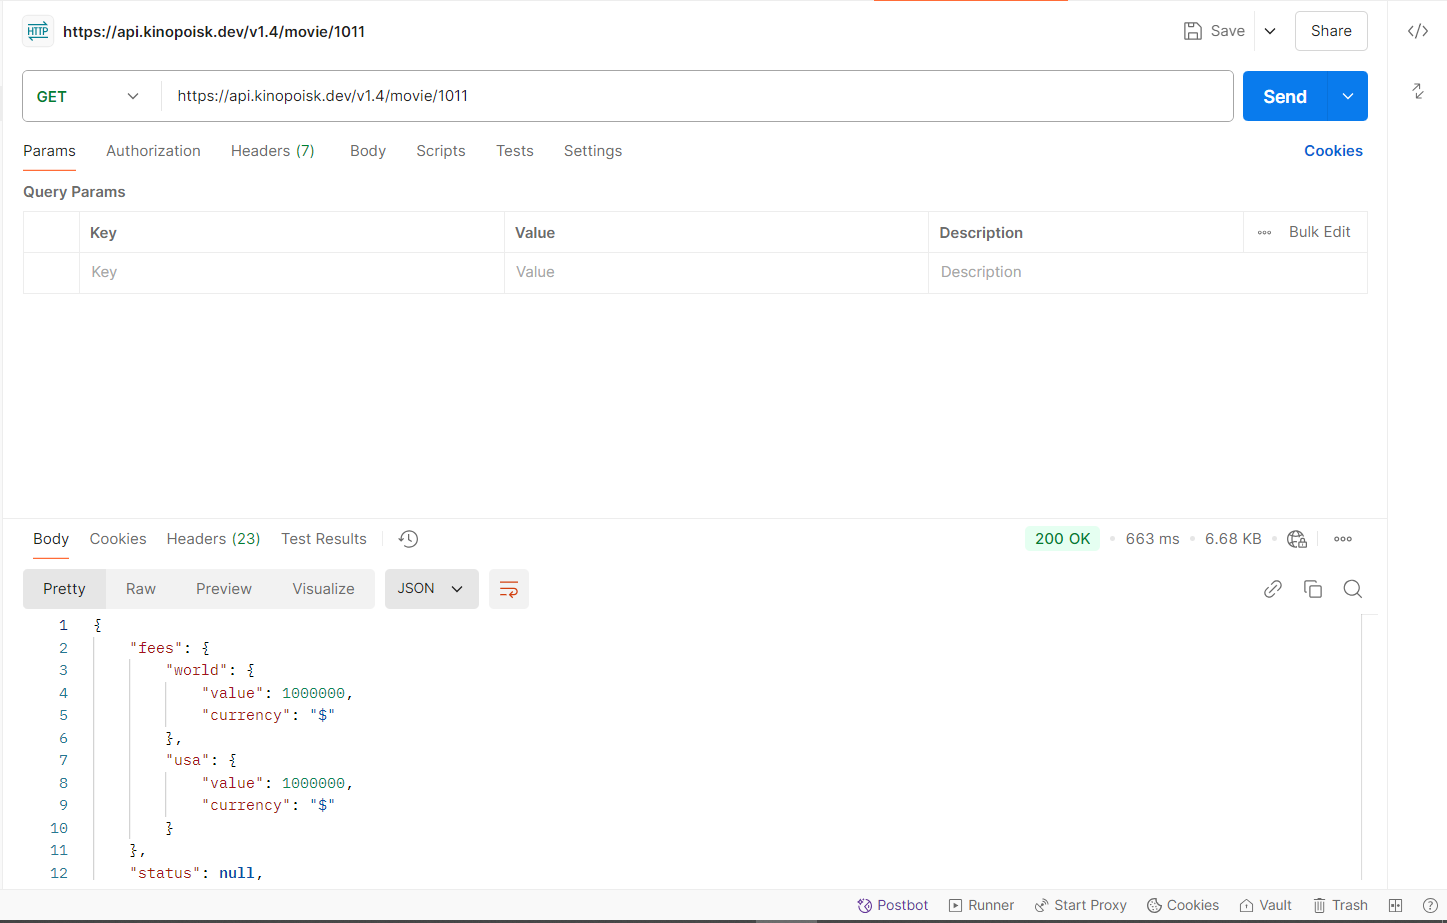 HTTP https://api.kinopoisk.dev/v1.4/movie/1011 Save Share </>
GET https://api.kinopoisk.dev/v1.4/movie/1011 Send
Params Authorization Headers (7) Body Scripts Tests Settings Cookies
Query Params
Key Value Description Bulk Edit
Key Value Description
Body Cookies Headers (23) Test Results 200 OK 663 ms 6.68 KB
Pretty Raw Preview Visualize JSON
1 {
2 "fees": {
3 "world": {
4 "value": 1000000,
5 "currency": "$"
6 },
7 "usa": {
8 "value": 1000000,
9 "currency": "$"
10 }
11 },
12 "status": null,
Postbot Runner Start Proxy Cookies Vault Trash